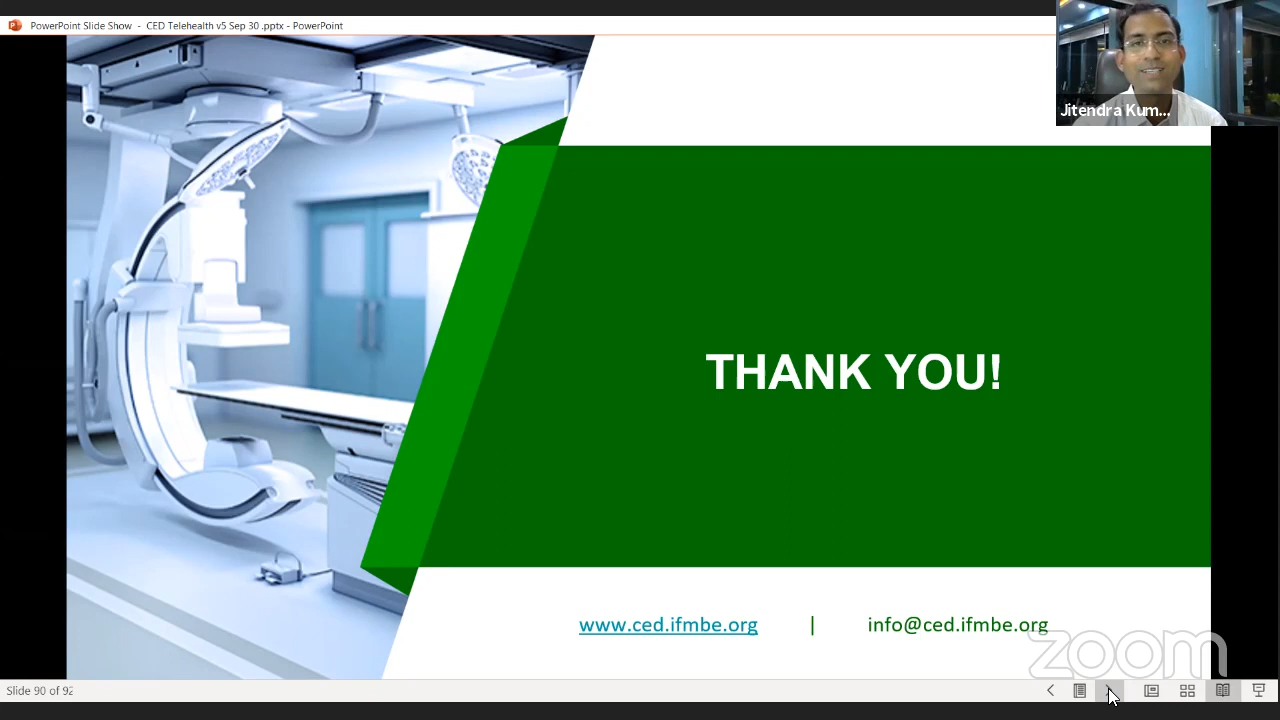 PowerPoint Slide Show - CED Telehealth v5 Sep 30 .pptx - PowerPoint
Jitendra Kum...
THANK YOU!
www.ced.ifmbe.org | info@ced.ifmbe.org
zoom
Slide 90 of 92